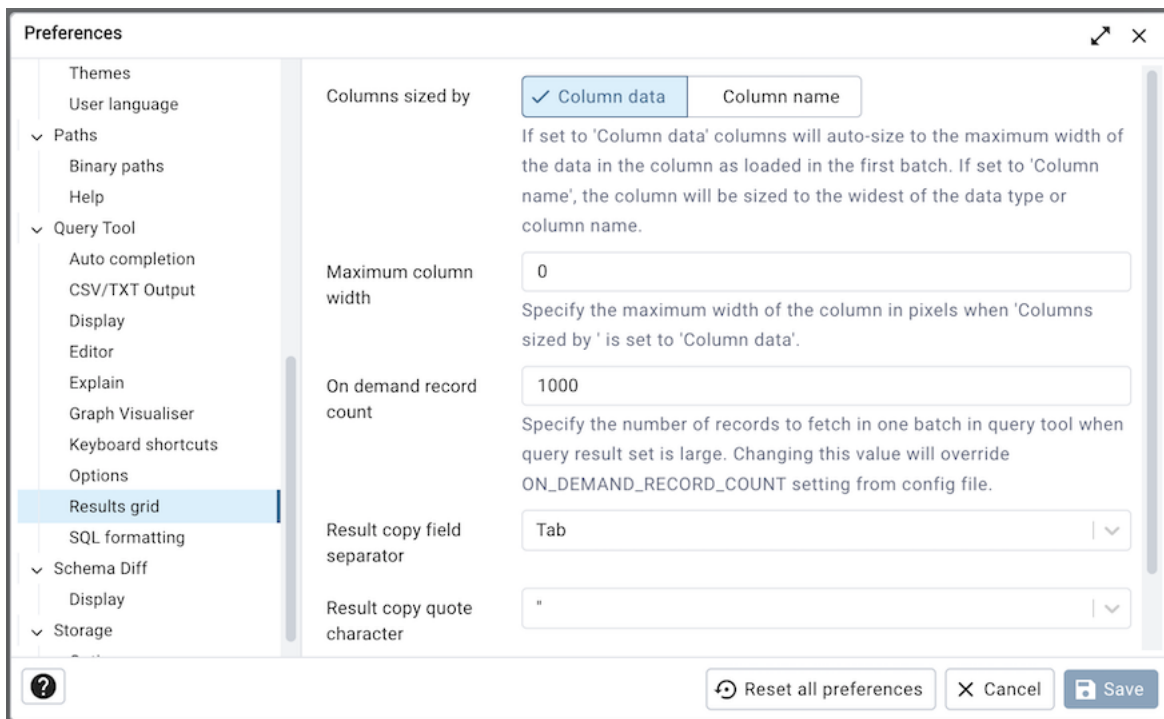 Preferences
Themes
User language
Paths
Binary paths
Help
Query Tool
Auto completion
CSV/TXT Output
Display
Editor
Explain
Graph Visualiser
Keyboard shortcuts
Options
Results grid
SQL formatting
Schema Diff
Display
Storage
Columns sized by
Column data
Column name
If set to 'Column data' columns will auto-size to the maximum width of
the data in the column as loaded in the first batch. If set to 'Column
name', the column will be sized to the widest of the data type or
column name.
Maximum column
width
0
Specify the maximum width of the column in pixels when 'Columns
sized by ' is set to 'Column data'.
On demand record
count
1000
Specify the number of records to fetch in one batch in query tool when
query result set is large. Changing this value will override
ON_DEMAND_RECORD_COUNT setting from config file.
Result copy field
separator
Tab
Result copy quote
character
"
?
Reset all preferences
Cancel
Save